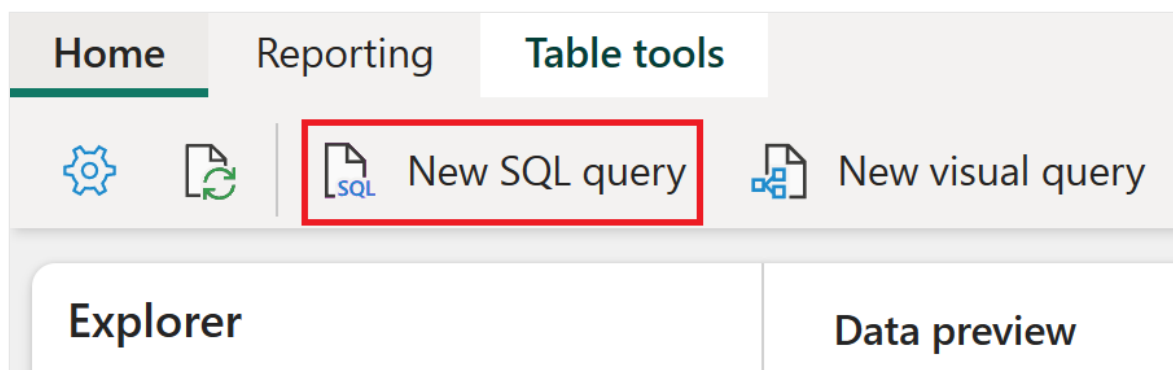 Home Reporting Table tools
SQL New SQL query New visual query
Explorer
Data preview